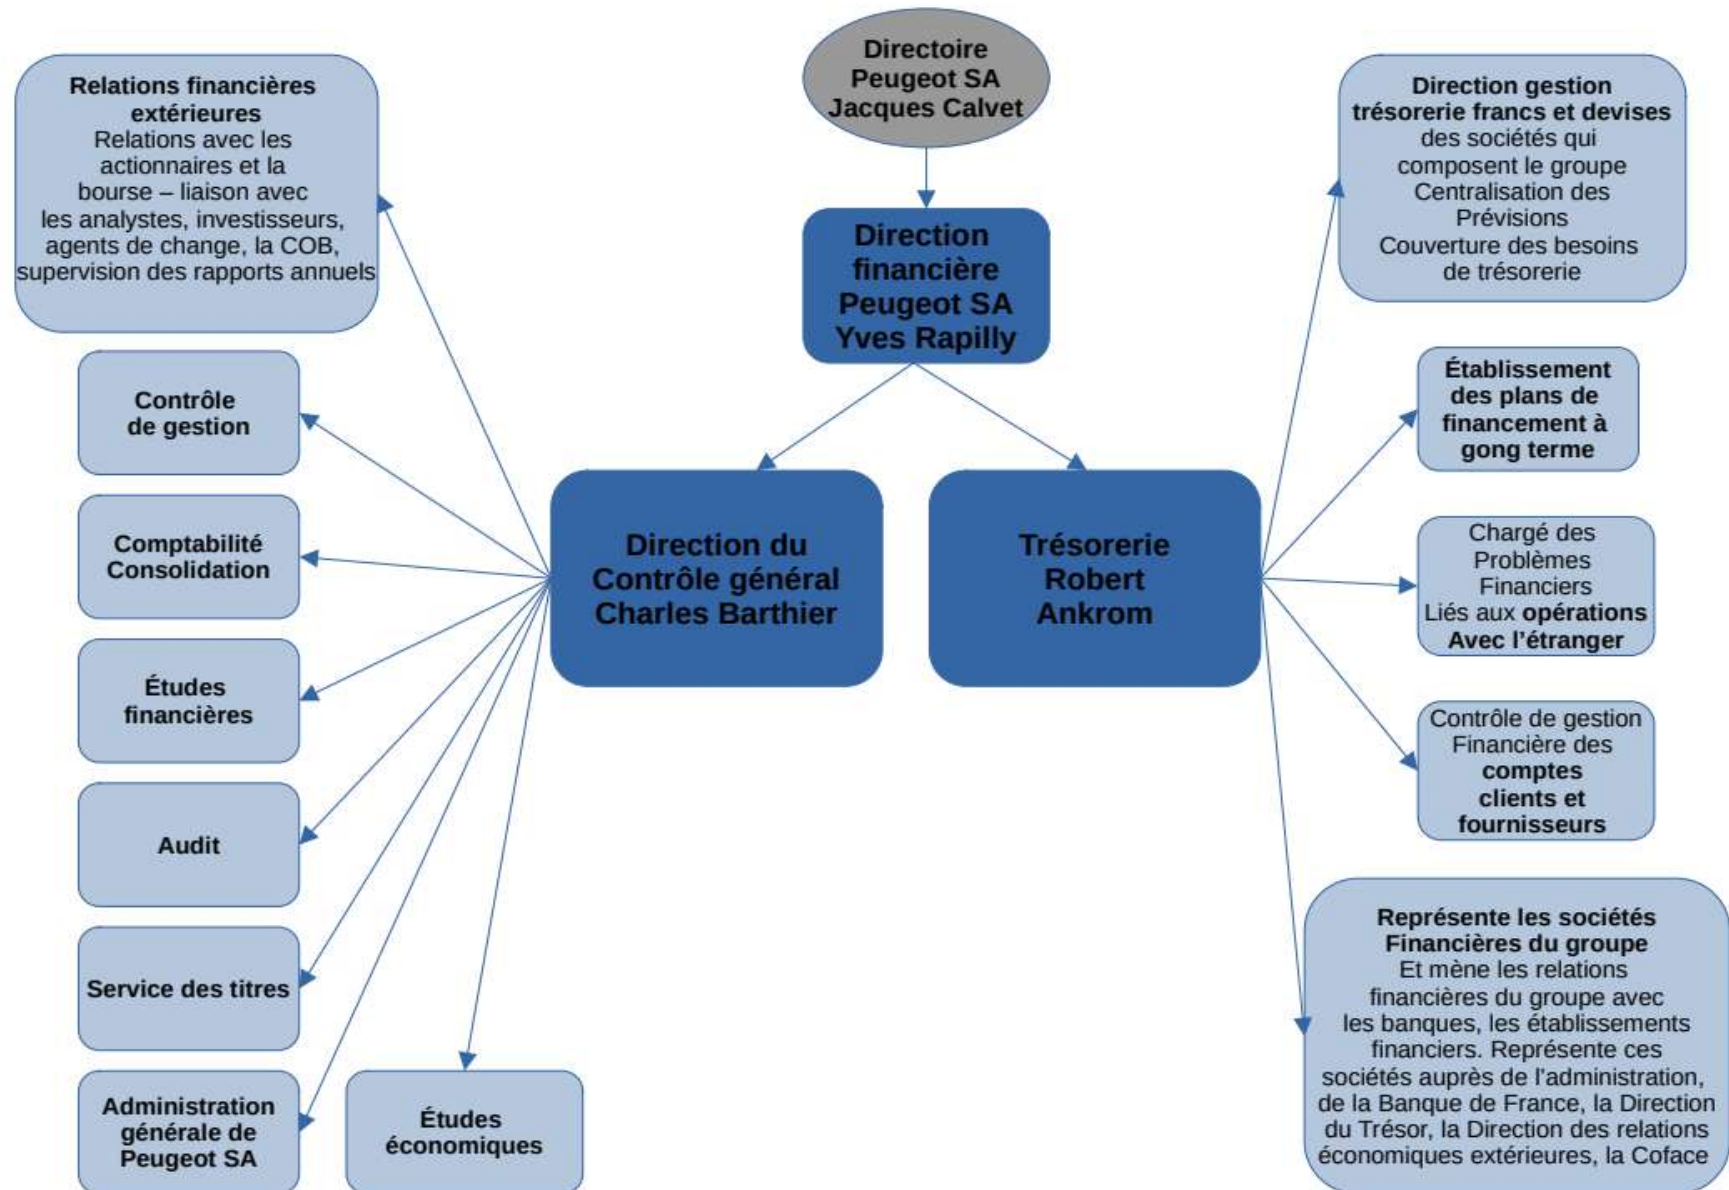 Directoire
Peugeot SA
Jacques Calvet
Direction
financière
Peugeot SA
Yves Rapilly
Direction du
Contrôle général
Charles Barthier
Trésorerie
Robert
Ankrom
Relations financières
extérieures
Relations avec les
actionnaires et la
bourse – liaison avec
les analystes, investisseurs,
agents de change, la COB,
supervision des rapports annuels
Contrôle
de gestion
Comptabilité
Consolidation
Études
financières
Audit
Service des titres
Administration
générale de
Peugeot SA
Études
économiques
Direction gestion
trésorerie francs et devises
des sociétés qui
composent le groupe
Centralisation des
Prévisions
Couverture des besoins
de trésorerie
Établissement
des plans de
financement à
gong terme
Chargé des
Problèmes
Financiers
Liés aux opérations
Avec l'étranger
Contrôle de gestion
Financière des
comptes
clients et
fournisseurs
Représente les sociétés
Financières du groupe
Et mène les relations
financières du groupe avec
les banques, les établissements
financiers. Représente ces
sociétés auprès de l'administration,
de la Banque de France, la Direction
du Trésor, la Direction des relations
économiques extérieures, la Coface